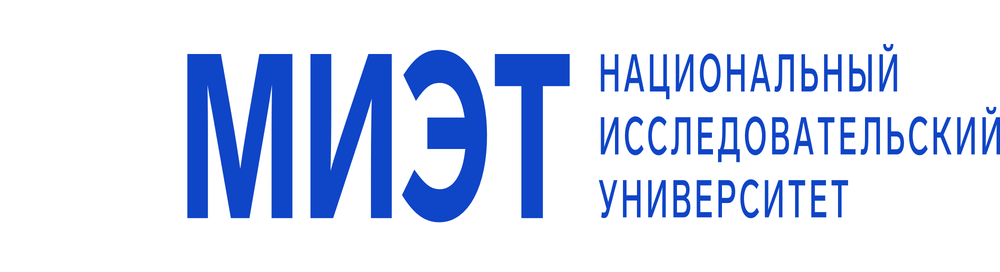 МИЭТ
НАЦИОНАЛЬНЫЙ
ИССЛЕДОВАТЕЛЬСКИЙ
УНИВЕРСИТЕТ